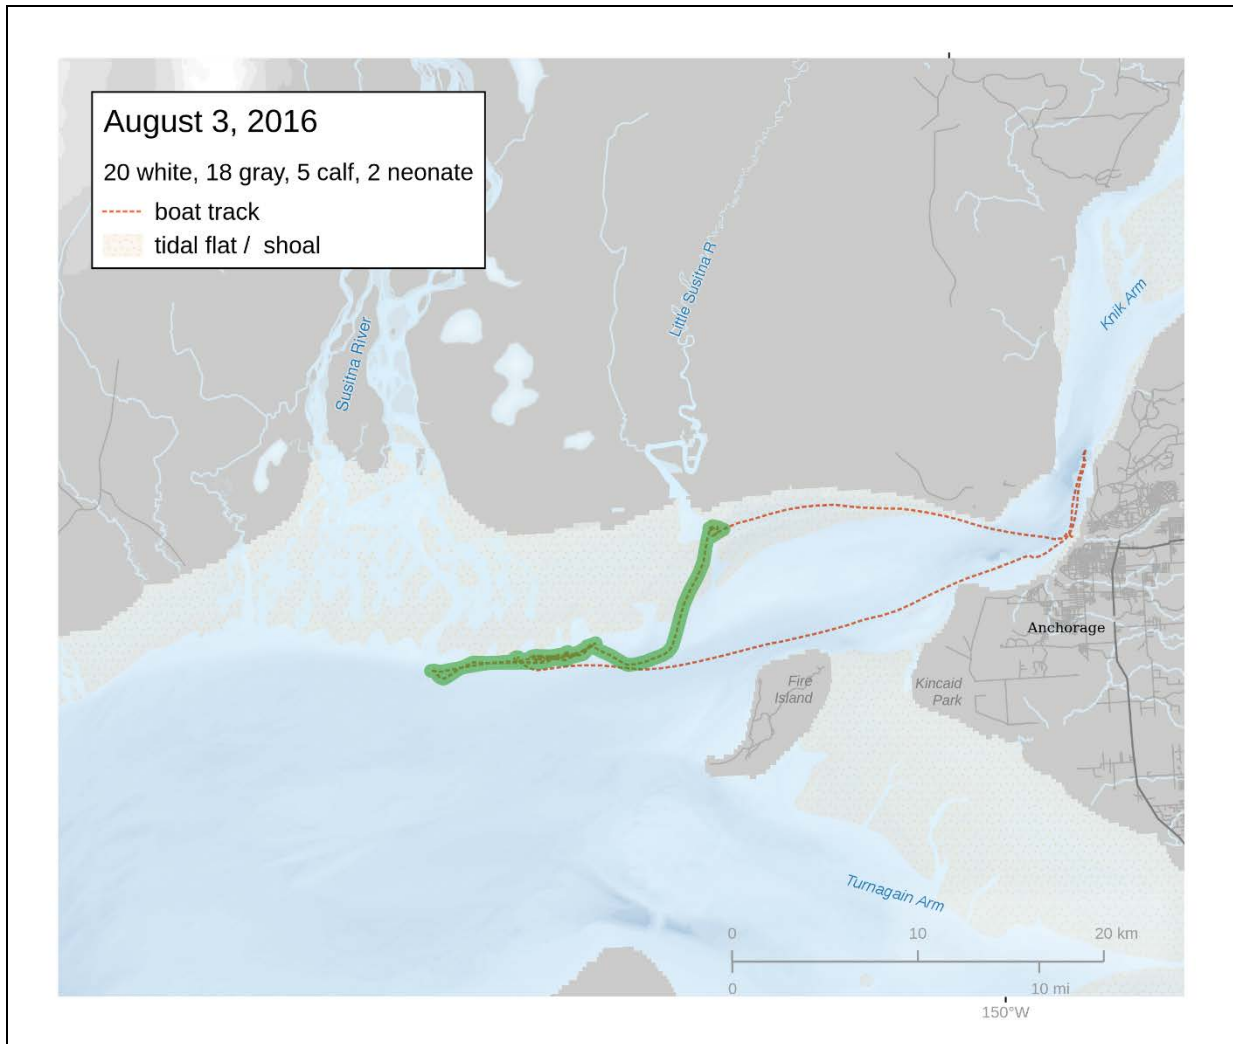 August 3, 2016
20 white, 18 gray, 5 calf, 2 neonate
boat track
tidal flat /  shoal
Susitna River
Little Susitna R
Knik Arm
Anchorage
Fire
Island
Kincaid
Park
Turnagain Arm
0 10 20 km
0 10 mi
150°W